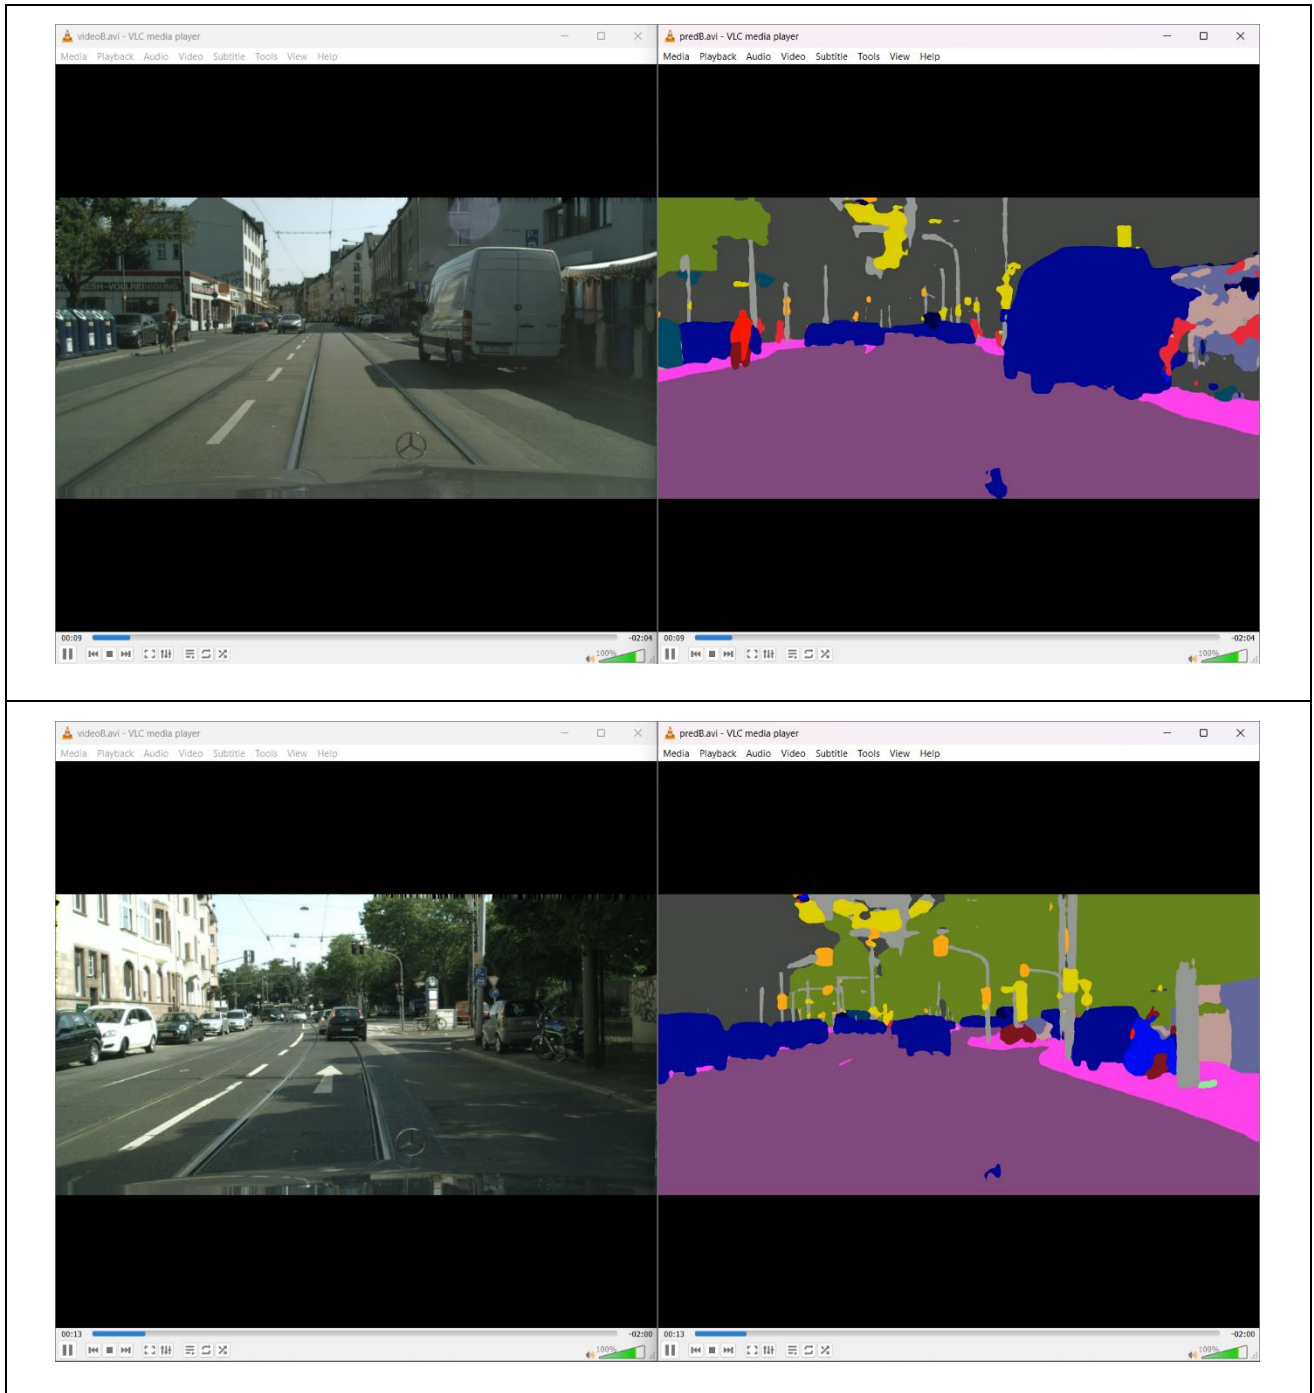 videoB.avi - VLC media player
Media Playback Audio Video Subtitle Tools View Help
predB.avi - VLC media player
Media Playback Audio Video Subtitle Tools View Help
RESH-VOLLREINIGUNG
00:09
-02:04
100%
00:09
-02:04
100%
videoB.avi - VLC media player
Media Playback Audio Video Subtitle Tools View Help
predB.avi - VLC media player
Media Playback Audio Video Subtitle Tools View Help
00:13
-02:00
100%
00:13
-02:00
100%